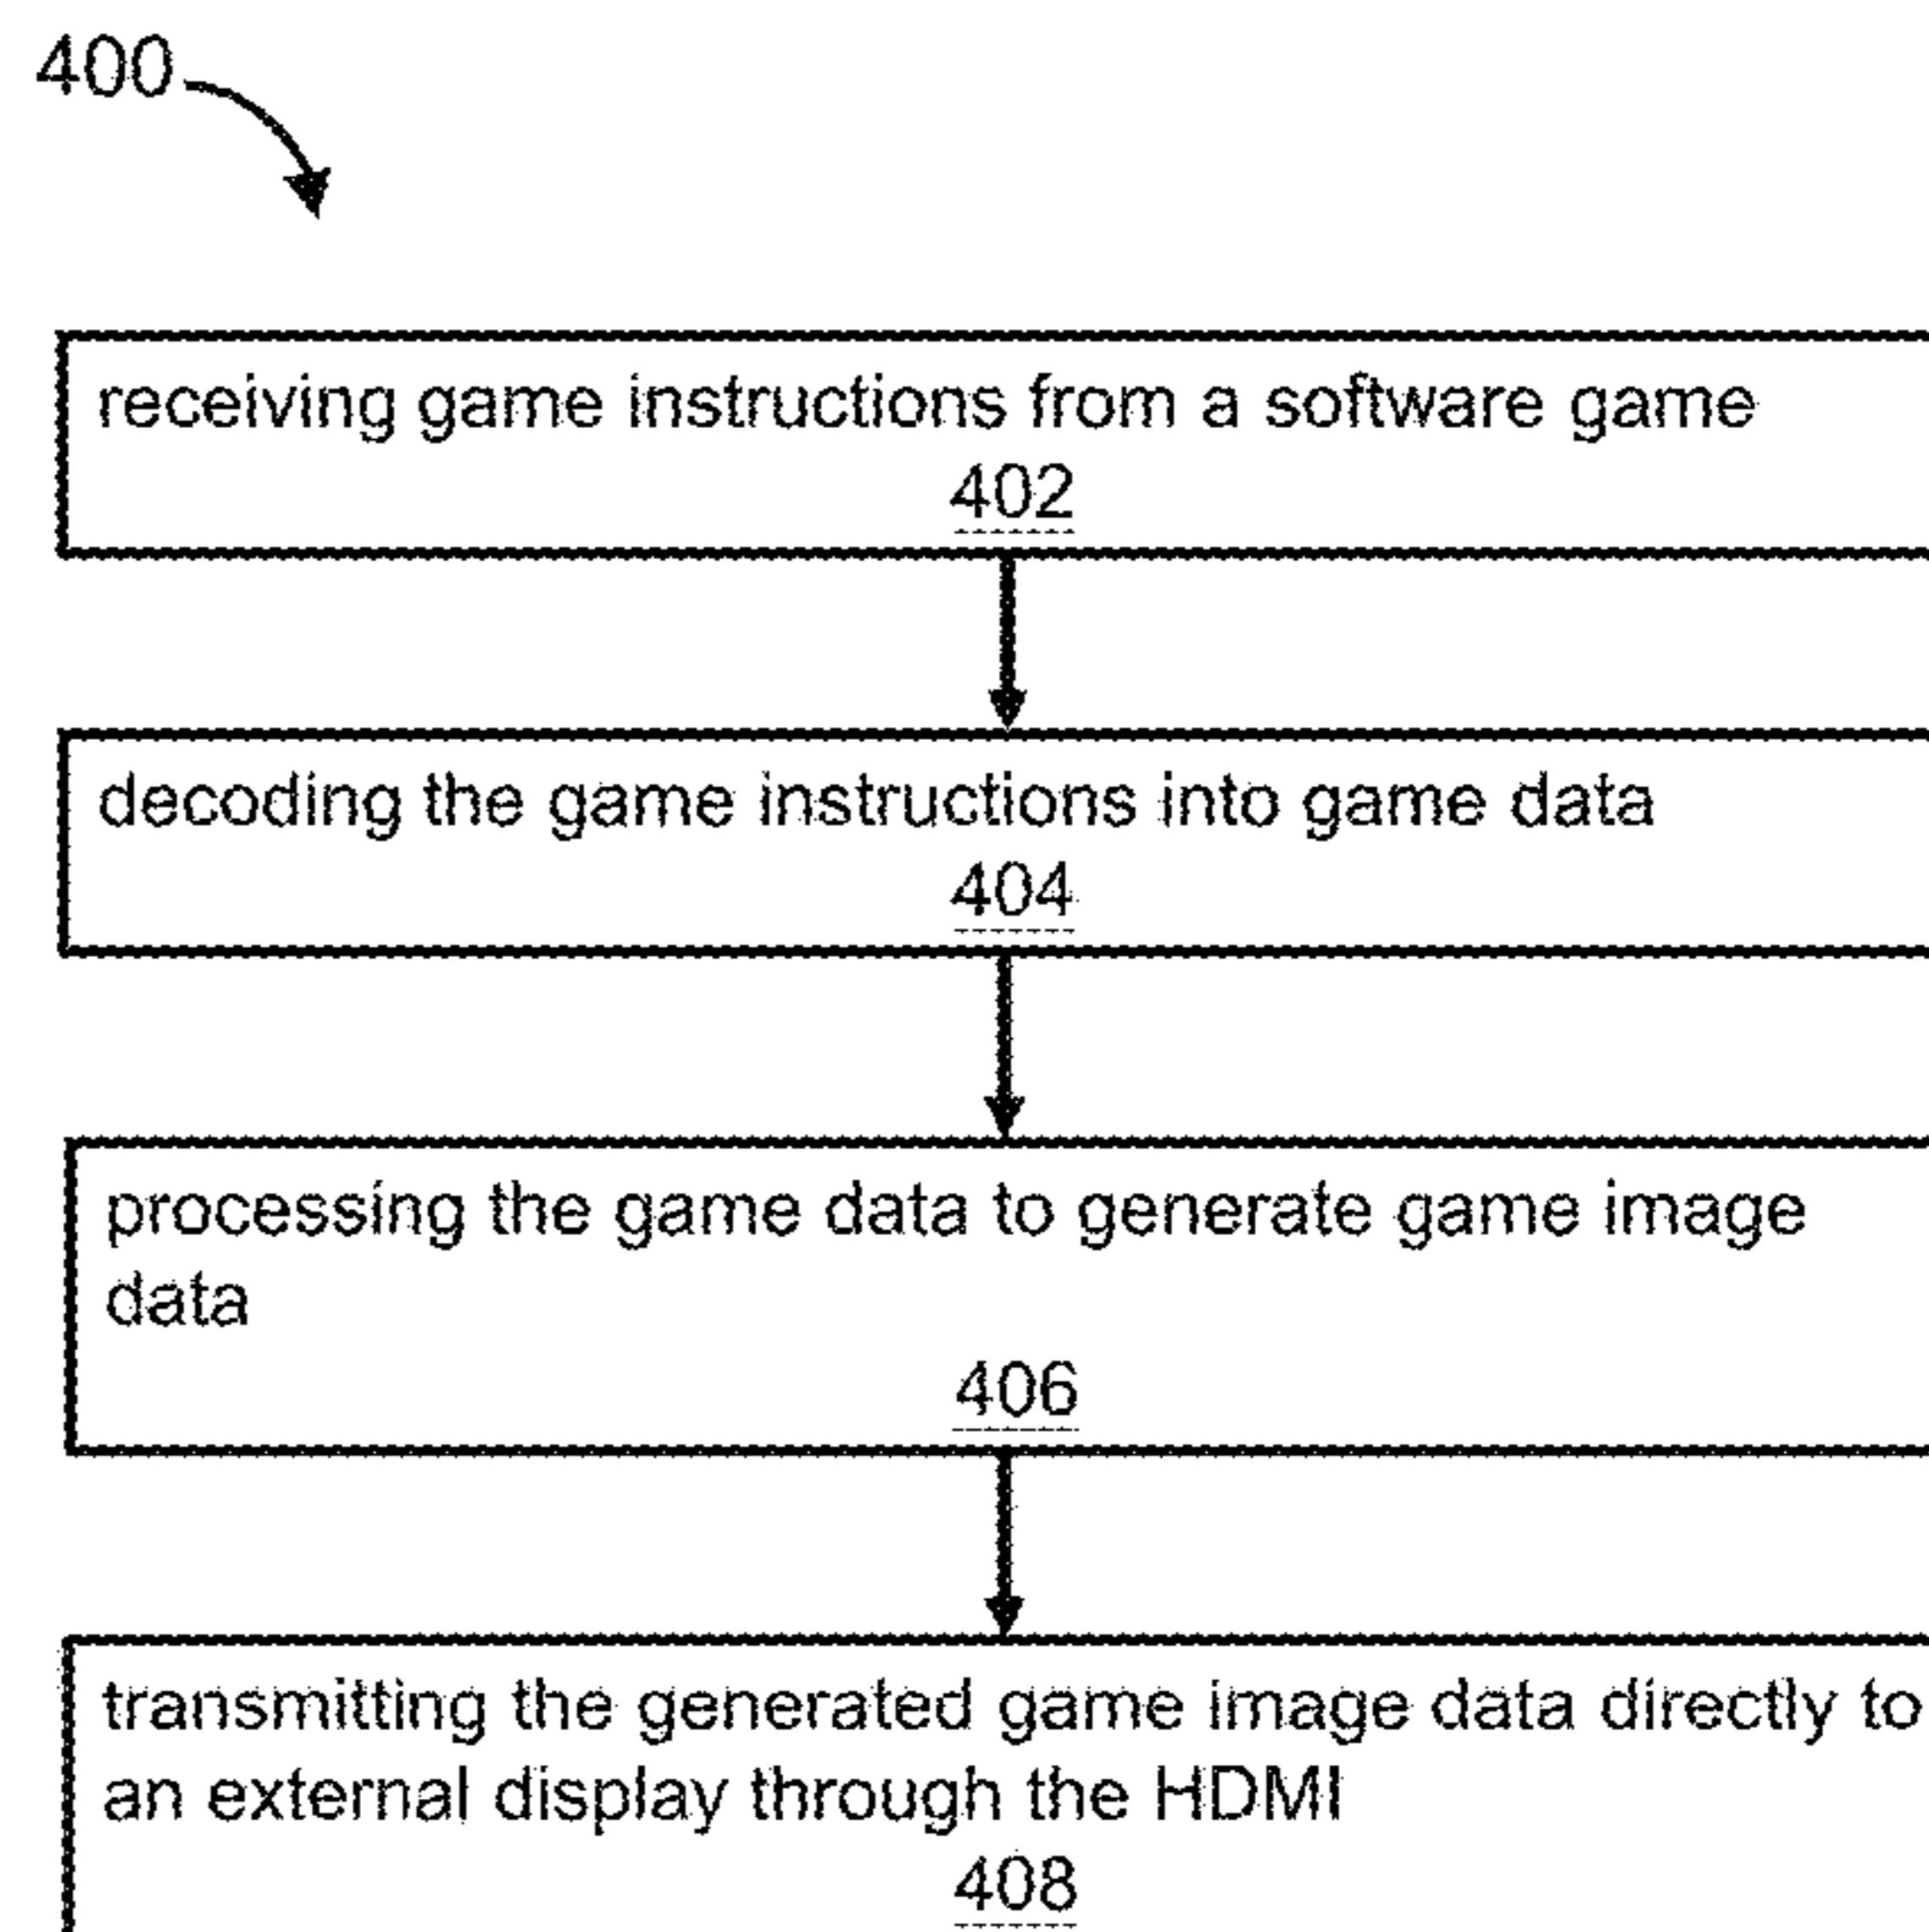 400
receiving game instructions from a software game
402
decoding the game instructions into game data
404
processing the game data to generate game image
data
406
transmitting the generated game image data directly to
an external display through the HDMI
408